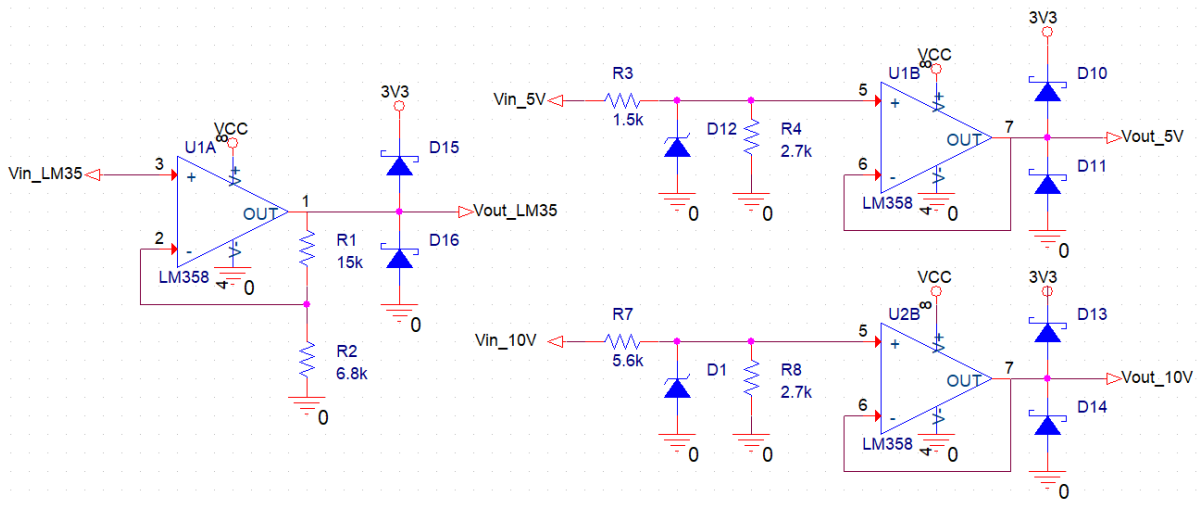 Vin_LM35
3
2
U1A
VCC
8
V+
+
-
OUT
1
V-
4
0
LM358
R1
15k
R2
6.8k
0
3V3
D15
D16
0
Vout_LM35
Vin_5V
R3
1.5k
D12
0
R4
2.7k
0
5
6
U1B
VCC
8
V+
+
-
OUT
7
V-
4
0
LM358
3V3
D10
D11
0
Vout_5V
Vin_10V
R7
5.6k
D1
0
R8
2.7k
0
5
6
U2B
VCC
8
V+
+
-
OUT
7
V-
4
0
LM358
3V3
D13
D14
0
Vout_10V